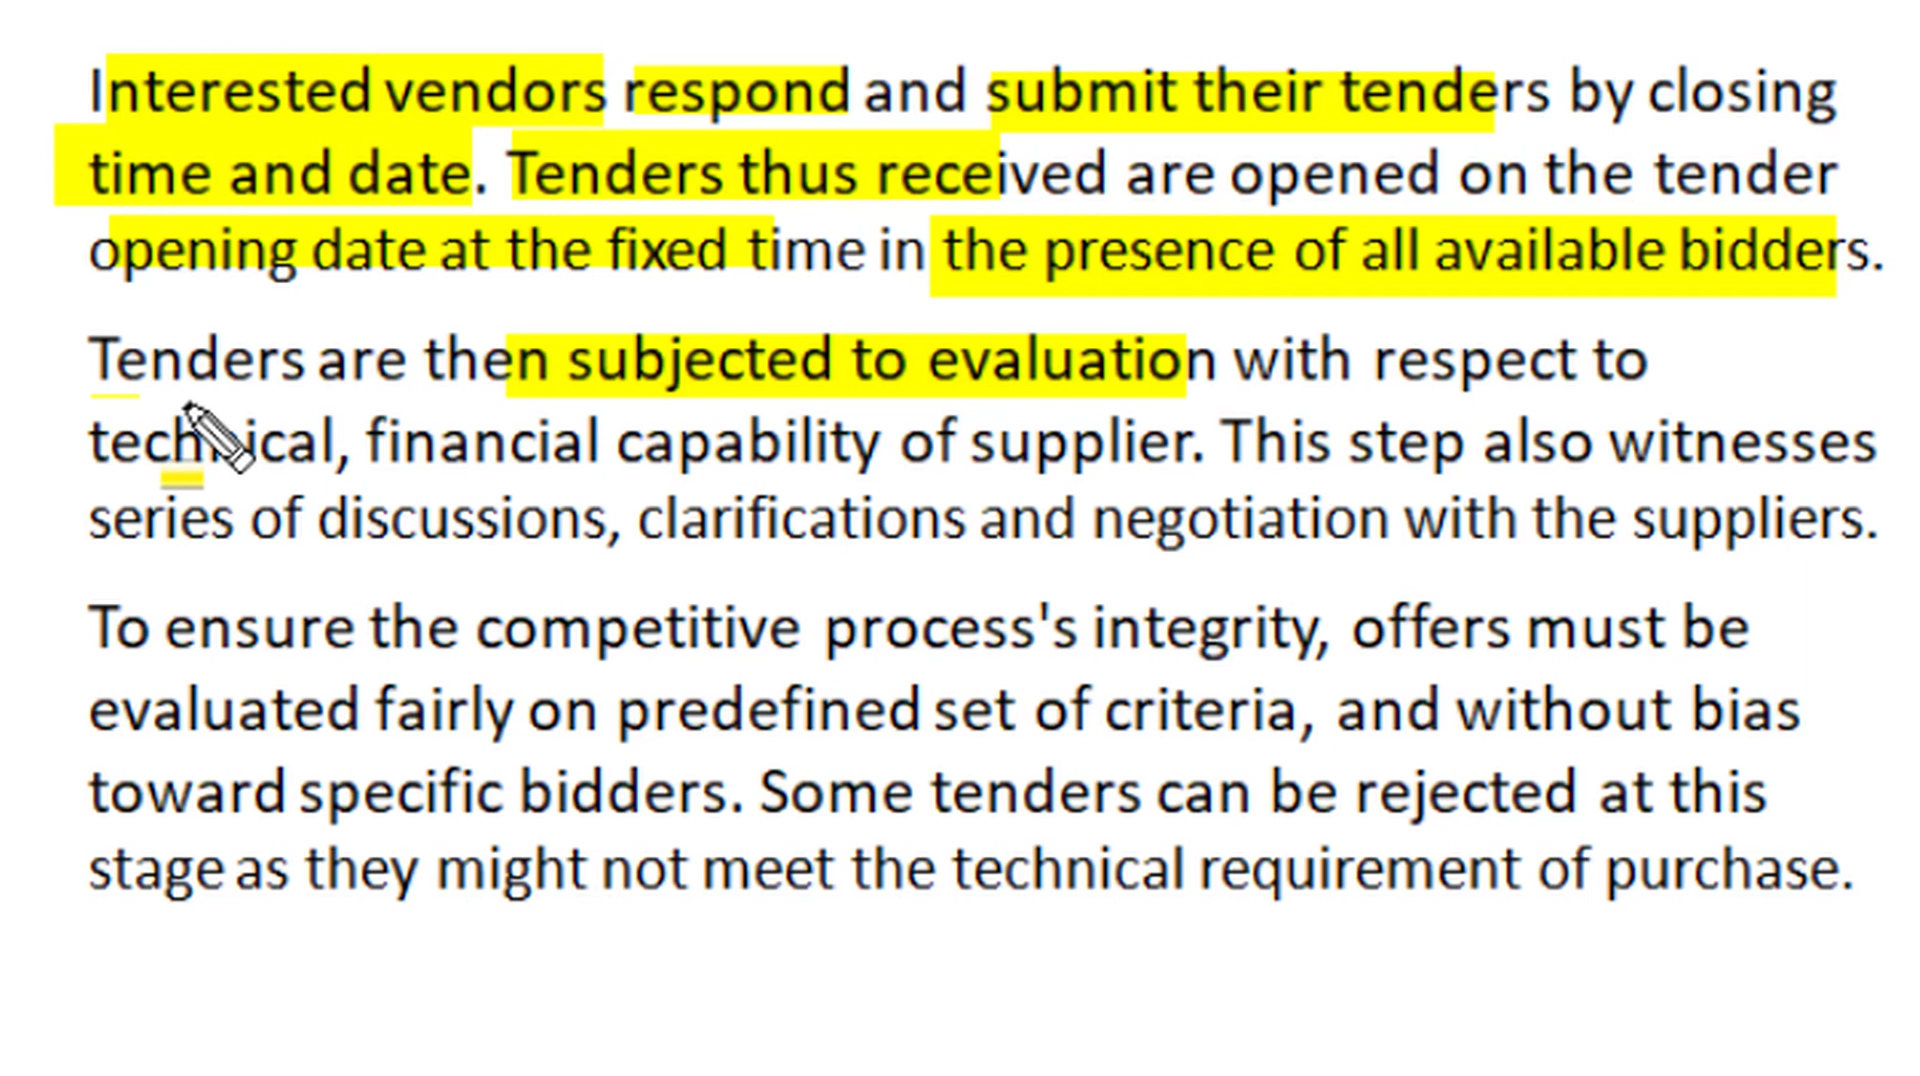 Interested vendors respond and submit their tenders by closing
time and date. Tenders thus received are opened on the tender
opening date at the fixed time in the presence of all available bidders.
Tenders are then subjected to evaluation with respect to
technical, financial capability of supplier. This step also witnesses
series of discussions, clarifications and negotiation with the suppliers.
To ensure the competitive process's integrity, offers must be
evaluated fairly on predefined set of criteria, and without bias
toward specific bidders. Some tenders can be rejected at this
stage as they might not meet the technical requirement of purchase.